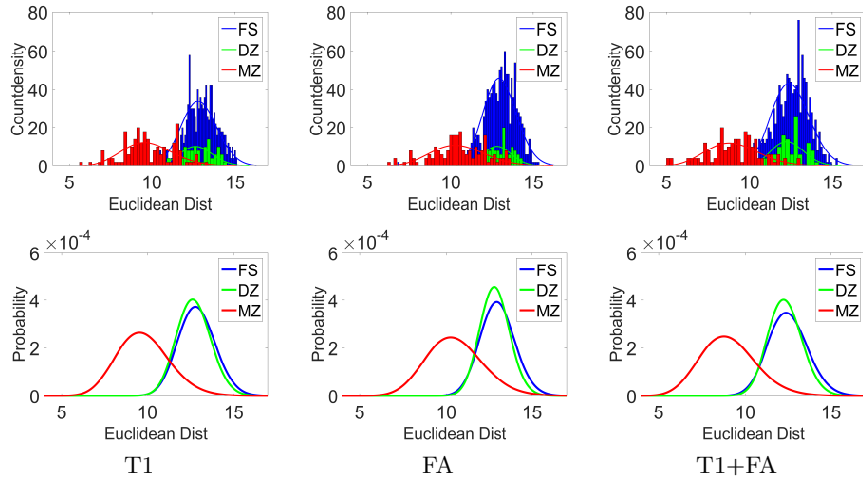 80
60
40
20
0
Countdensity
5 10 15
Euclidean Dist
FS
DZ
MZ
80
60
40
20
0
Countdensity
5 10 15
Euclidean Dist
FS
DZ
MZ
80
60
40
20
0
Countdensity
5 10 15
Euclidean Dist
FS
DZ
MZ
×10⁻⁴
6
4
2
0
Probability
5 10 15
Euclidean Dist
FS
DZ
MZ
T1
×10⁻⁴
6
4
2
0
Probability
5 10 15
Euclidean Dist
FS
DZ
MZ
FA
×10⁻⁴
6
4
2
0
Probability
5 10 15
Euclidean Dist
FS
DZ
MZ
T1+FA